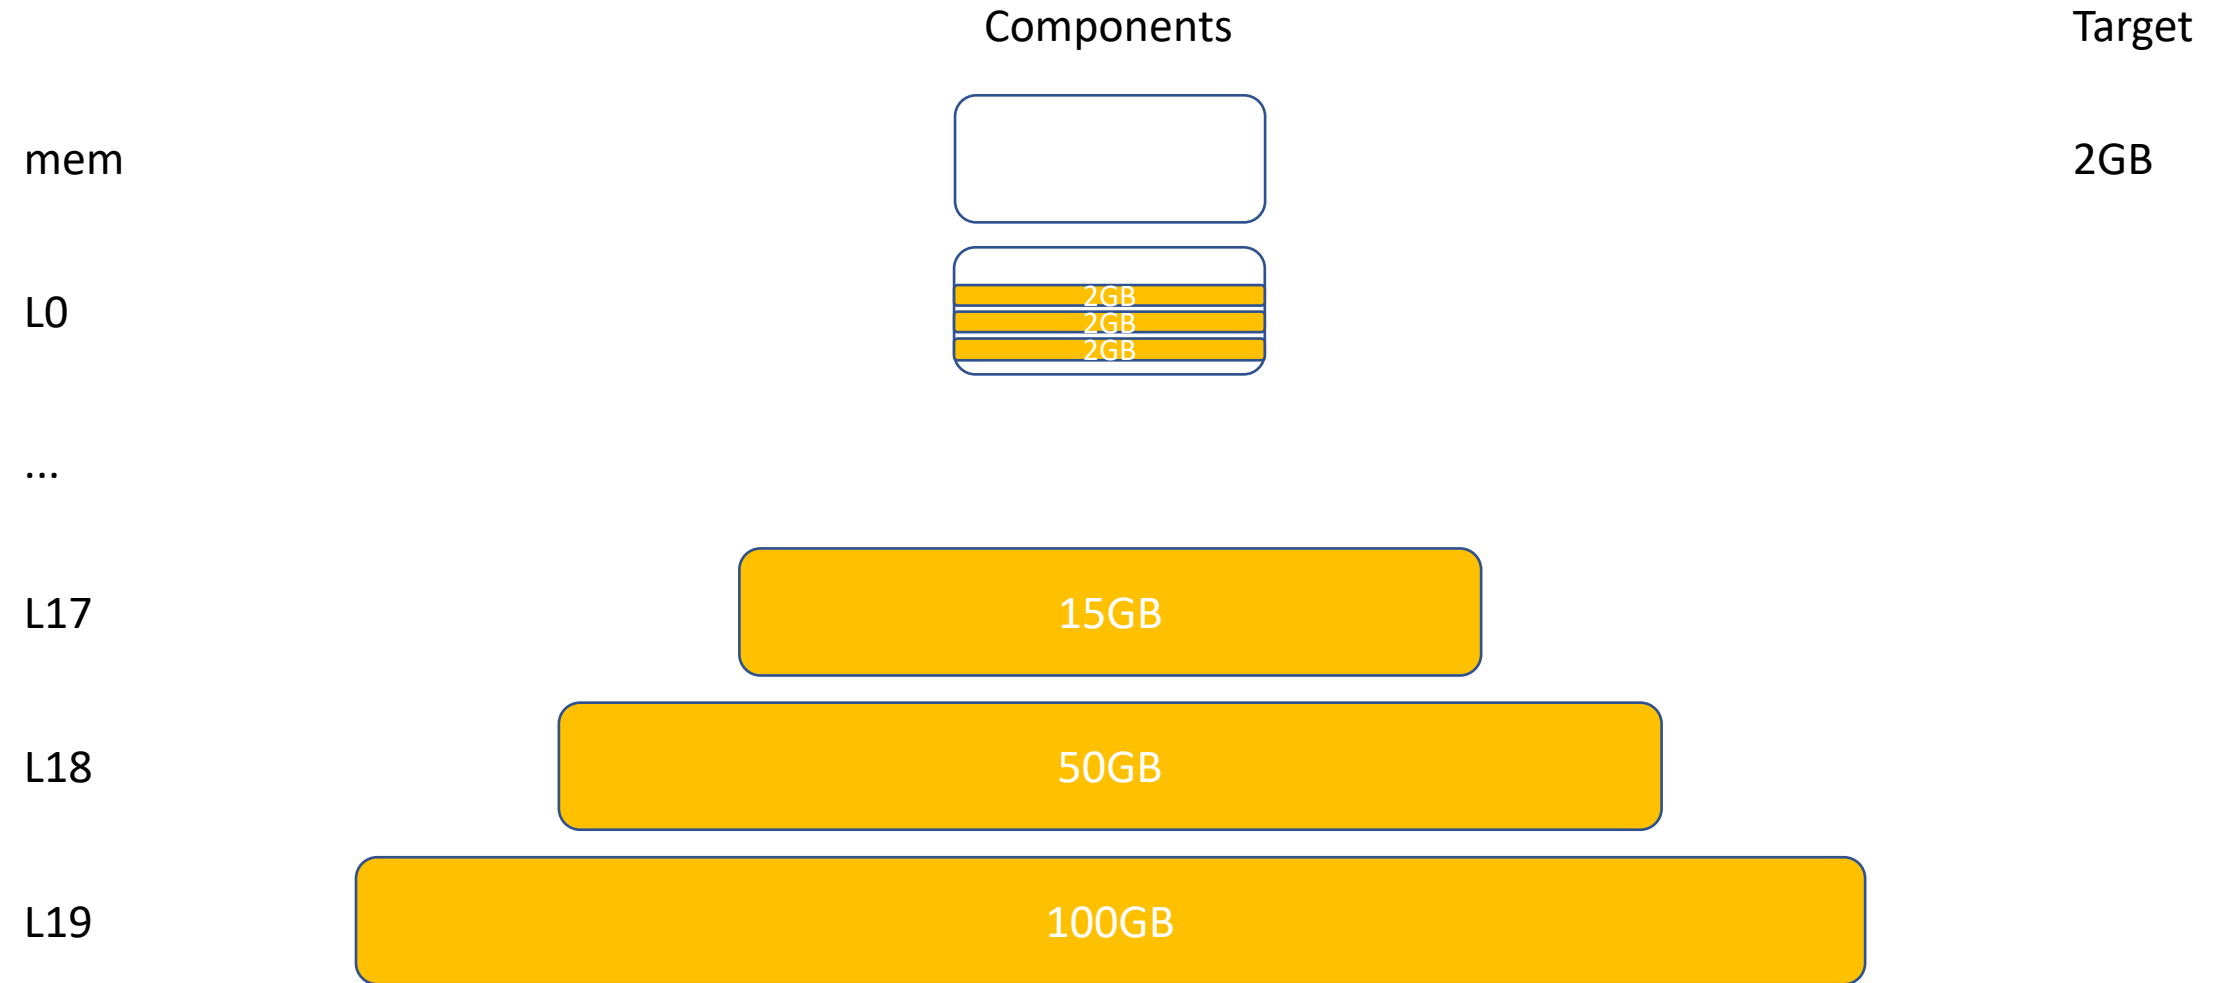 Components Target
mem 2GB
L0
2GB
2GB
2GB
...
L17 15GB
L18 50GB
L19 100GB